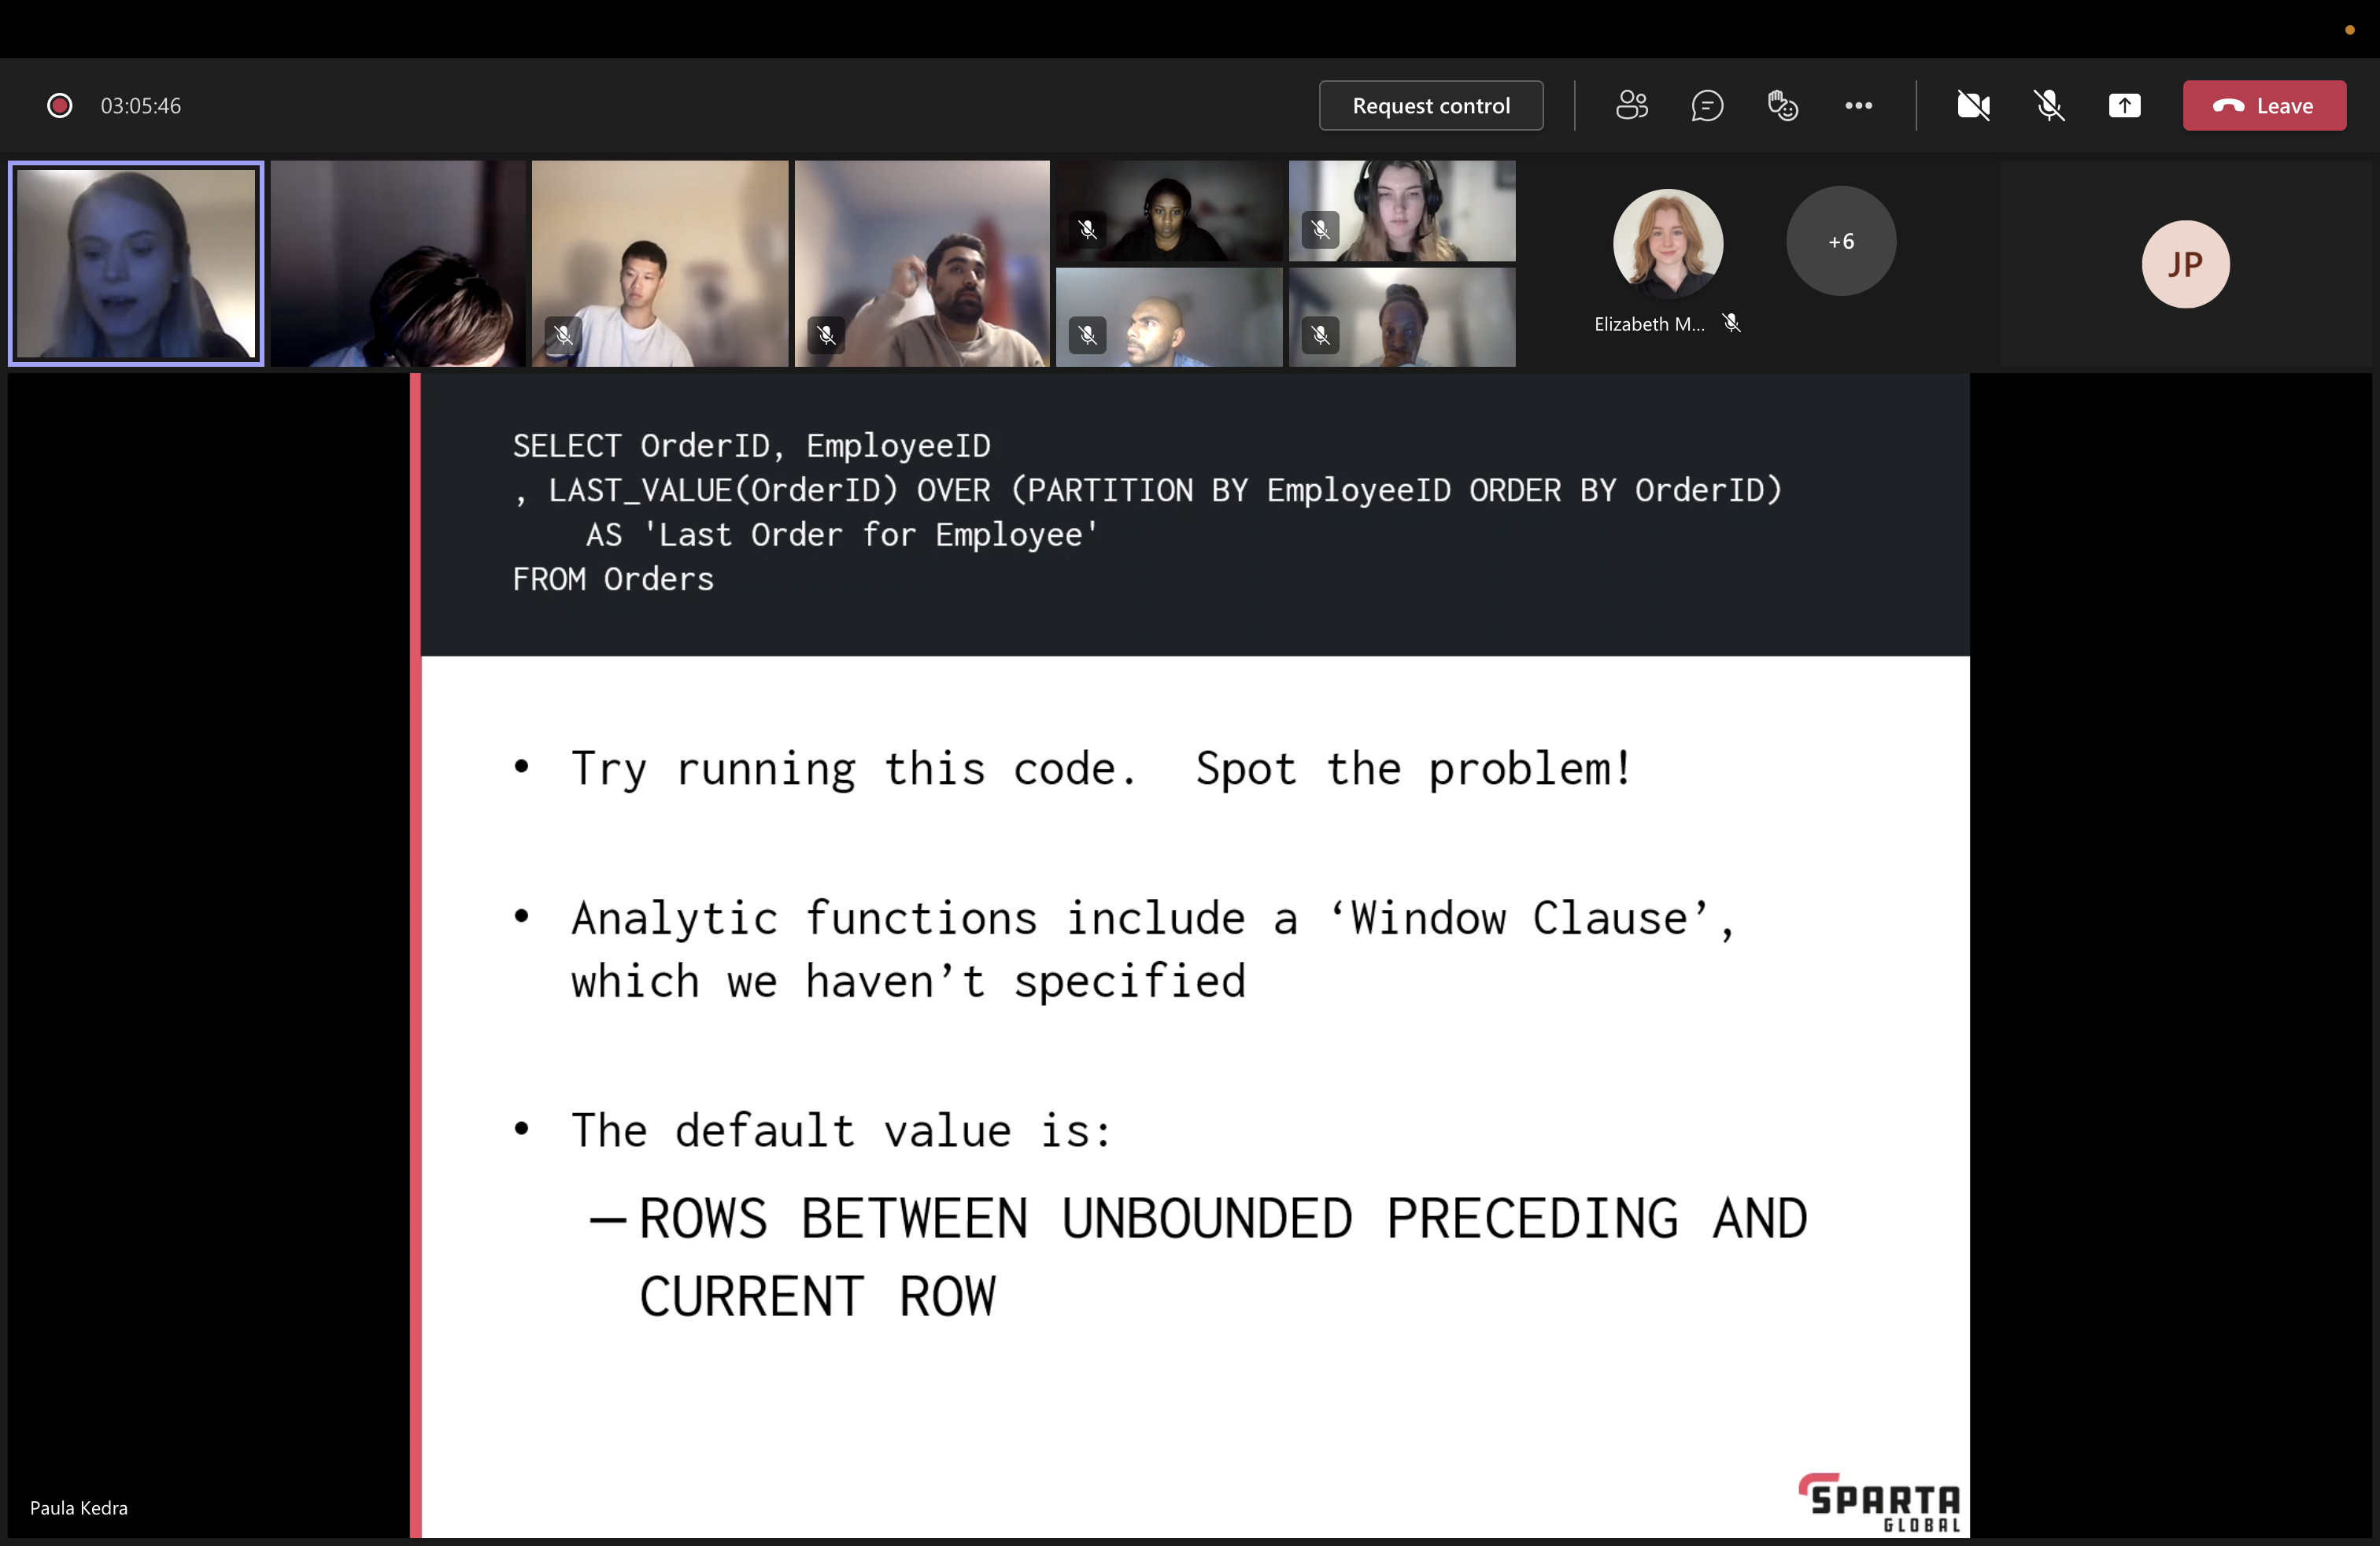 03:05:46
Request control
Leave
Elizabeth M...
+6
JP
SELECT OrderID, EmployeeID
, LAST_VALUE(OrderID) OVER (PARTITION BY EmployeeID ORDER BY OrderID)
AS 'Last Order for Employee'
FROM Orders
• Try running this code. Spot the problem!
• Analytic functions include a ‘Window Clause’,
which we haven’t specified
• The default value is:
– ROWS BETWEEN UNBOUNDED PRECEDING AND
CURRENT ROW
Paula Kedra
SPARTA
GLOBAL